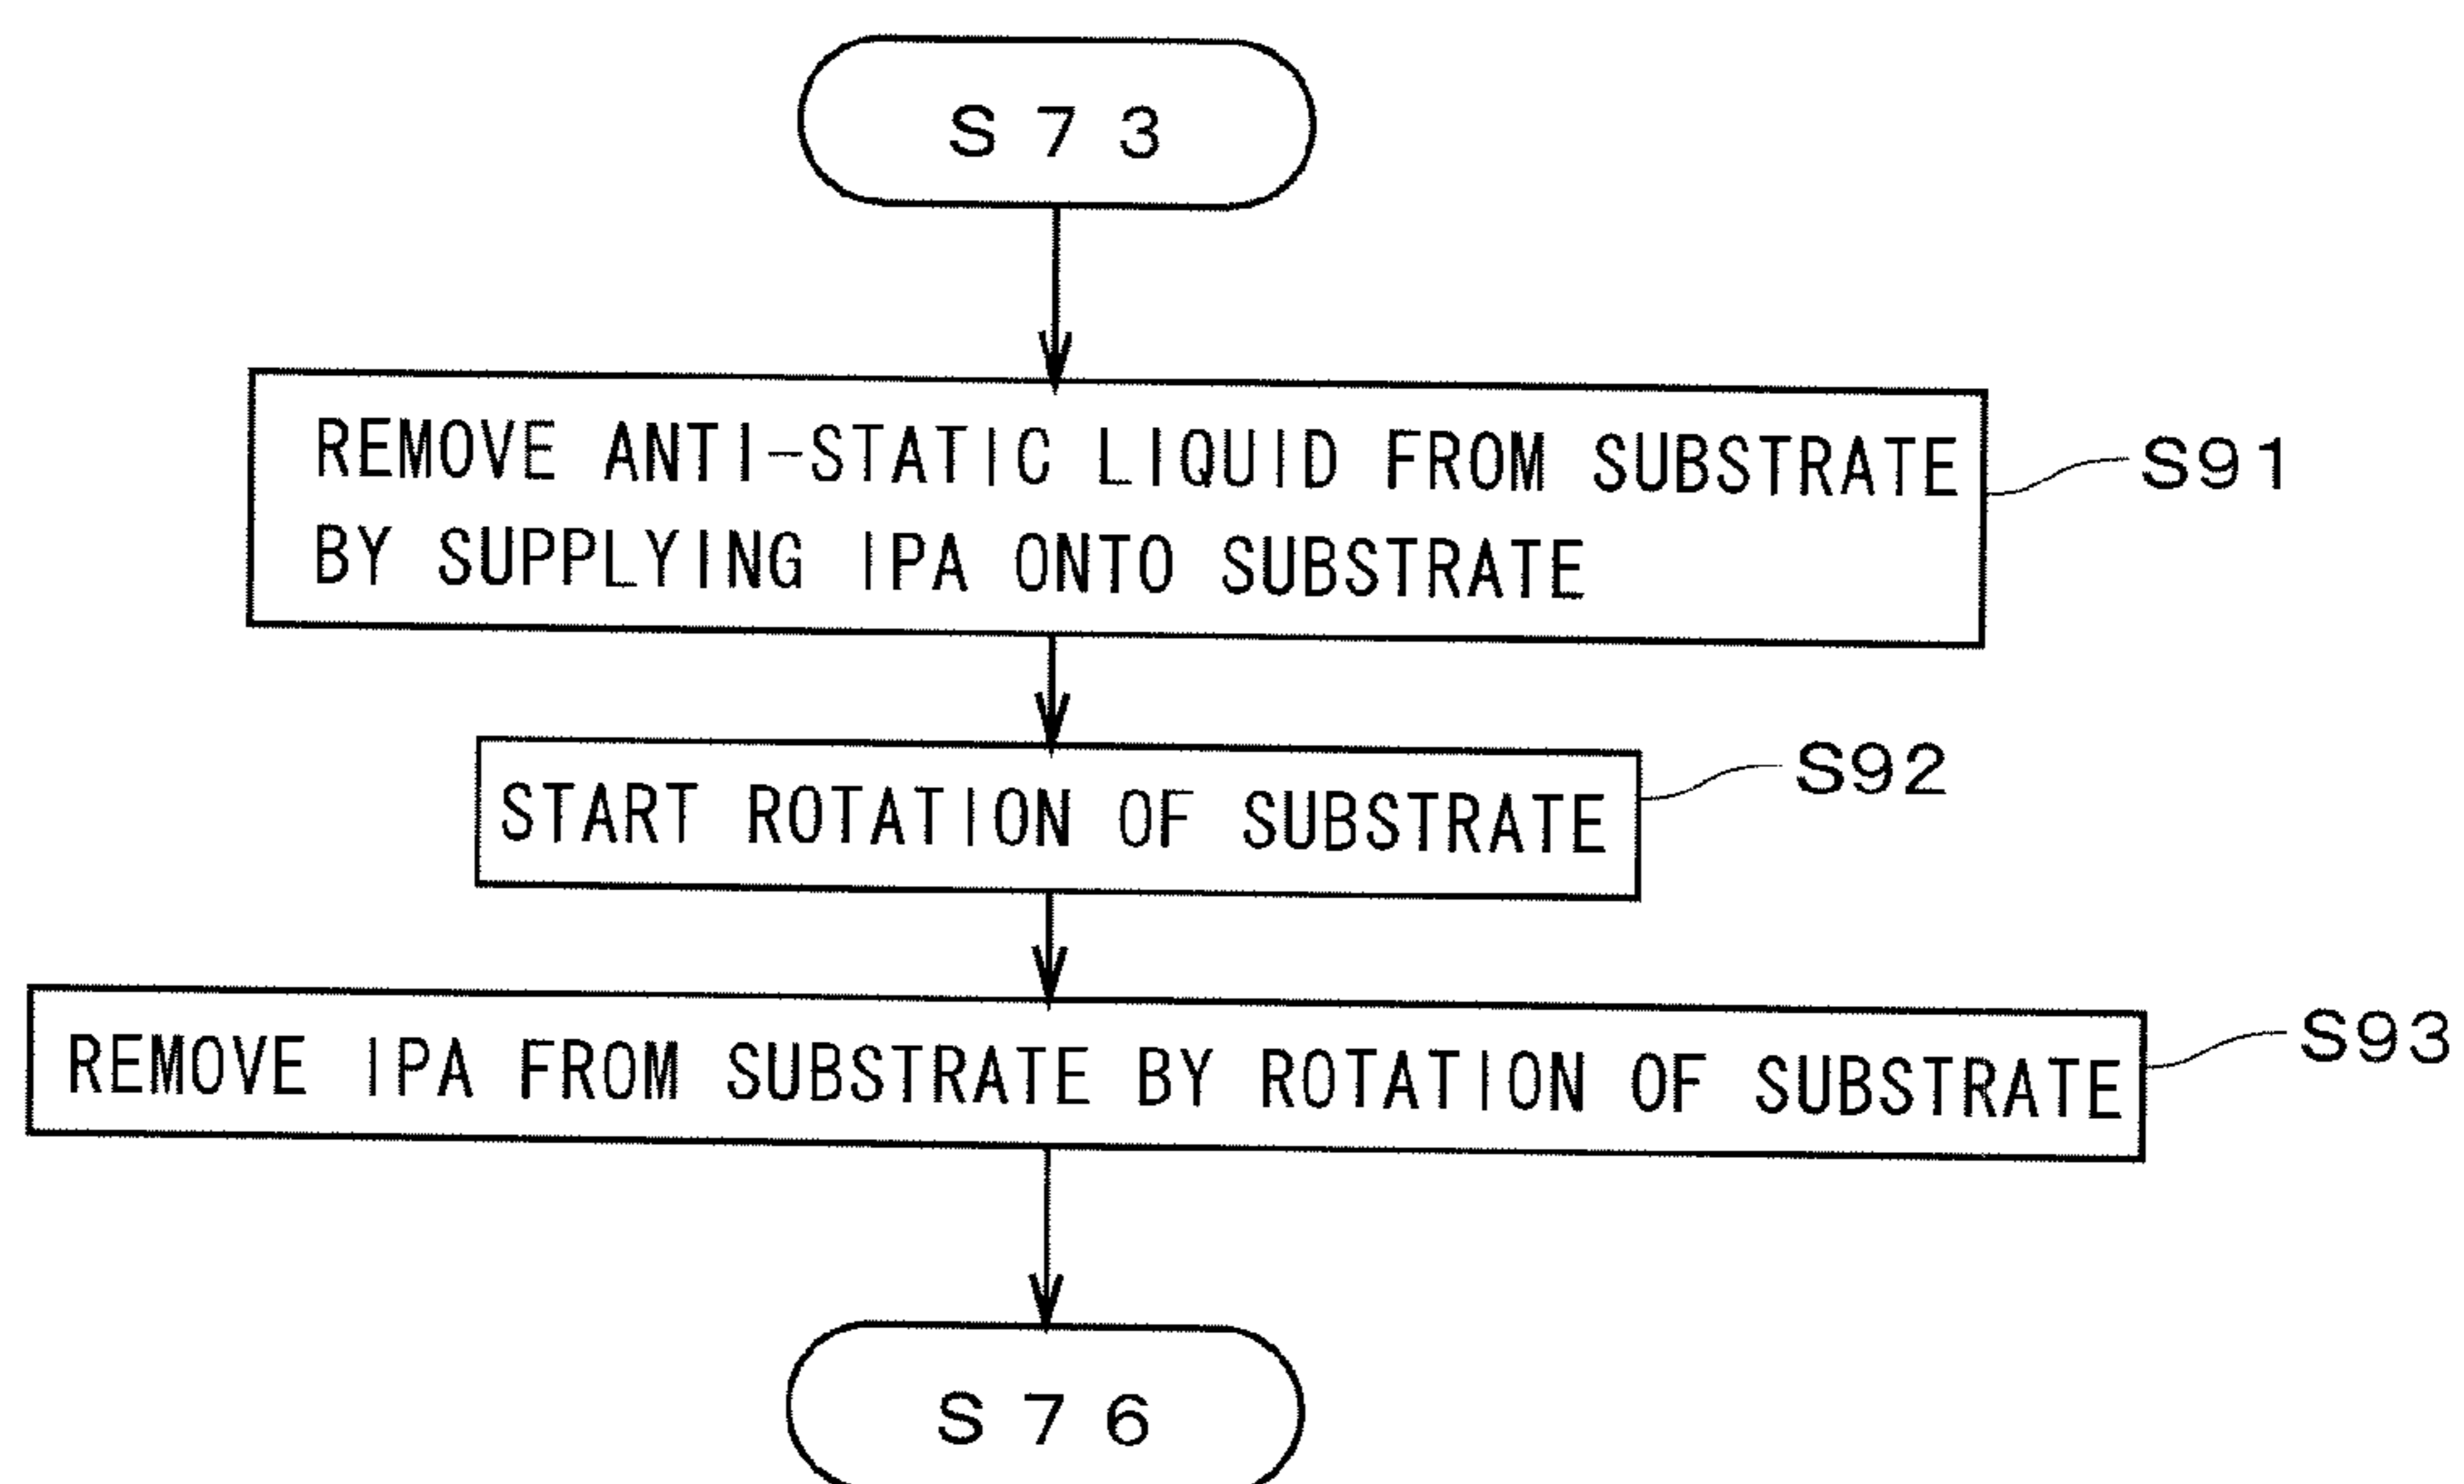 S73
REMOVE ANTI-STATIC LIQUID FROM SUBSTRATE
BY SUPPLYING IPA ONTO SUBSTRATE
S91
START ROTATION OF SUBSTRATE
S92
REMOVE IPA FROM SUBSTRATE BY ROTATION OF SUBSTRATE
S93
S76